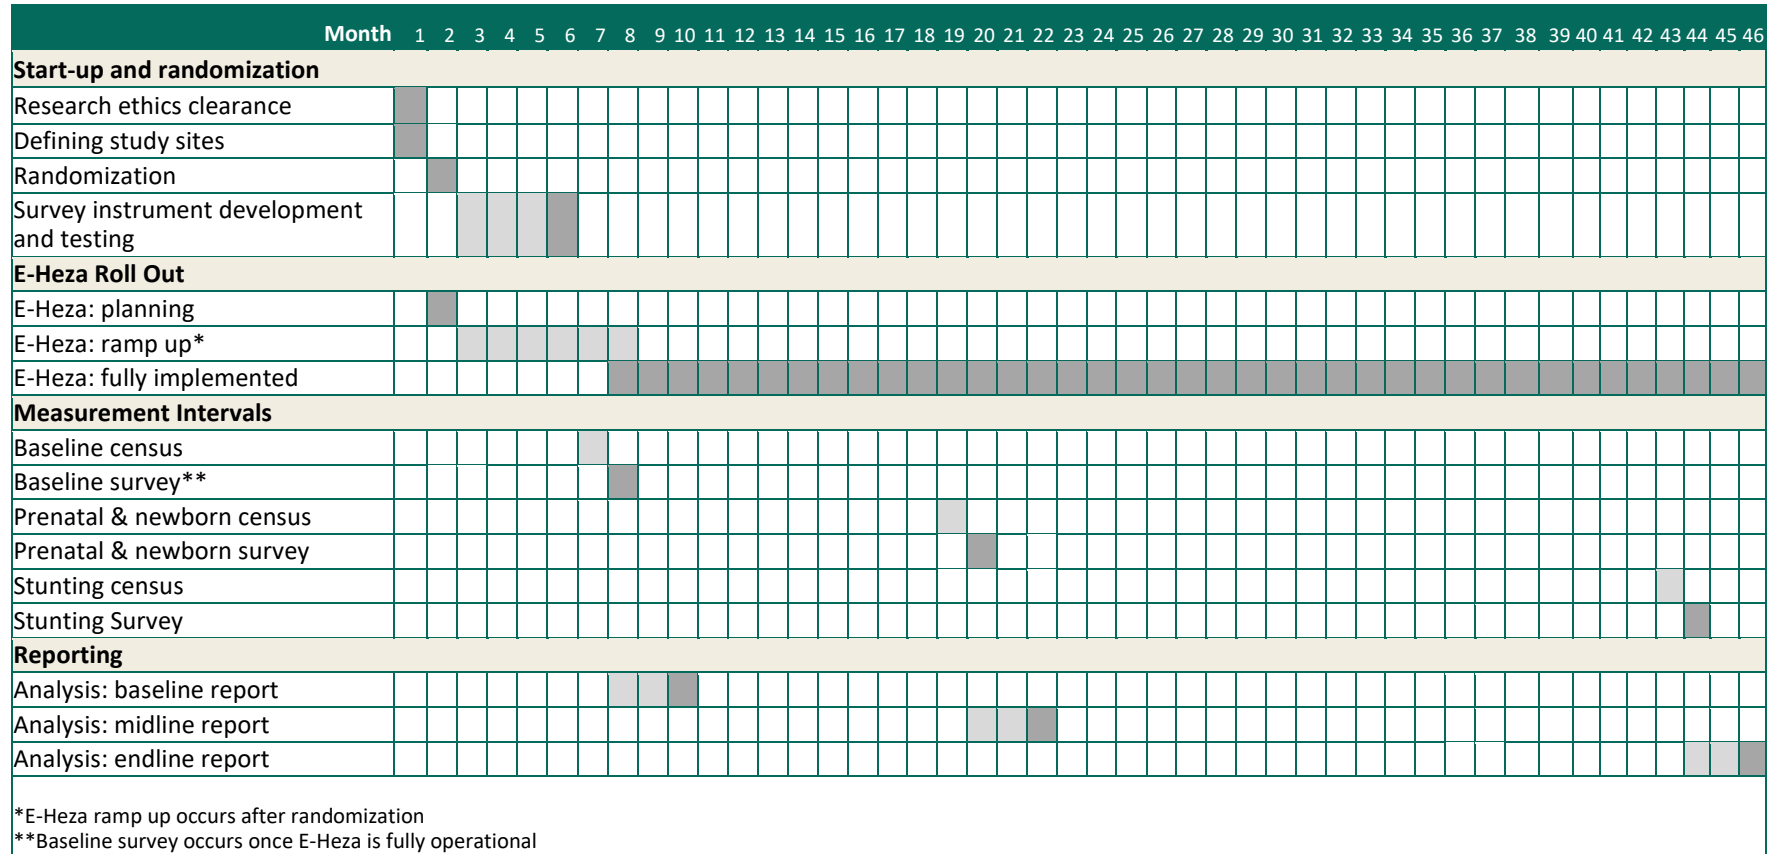 Month 1 2 3 4 5 6 7 8 9 10 11 12 13 14 15 16 17 18 19 20 21 22 23 24 25 26 27 28 29 30 31 32 33 34 35 36 37 38 39 40 41 42 43 44 45 46
Start-up and randomization
Research ethics clearance
Defining study sites
Randomization
Survey instrument development
and testing
E-Heza Roll Out
E-Heza: planning
E-Heza: ramp up*
E-Heza: fully implemented
Measurement Intervals
Baseline census
Baseline survey**
Prenatal & newborn census
Prenatal & newborn survey
Stunting census
Stunting Survey
Reporting
Analysis: baseline report
Analysis: midline report
Analysis: endline report
*E-Heza ramp up occurs after randomization
**Baseline survey occurs once E-Heza is fully operational